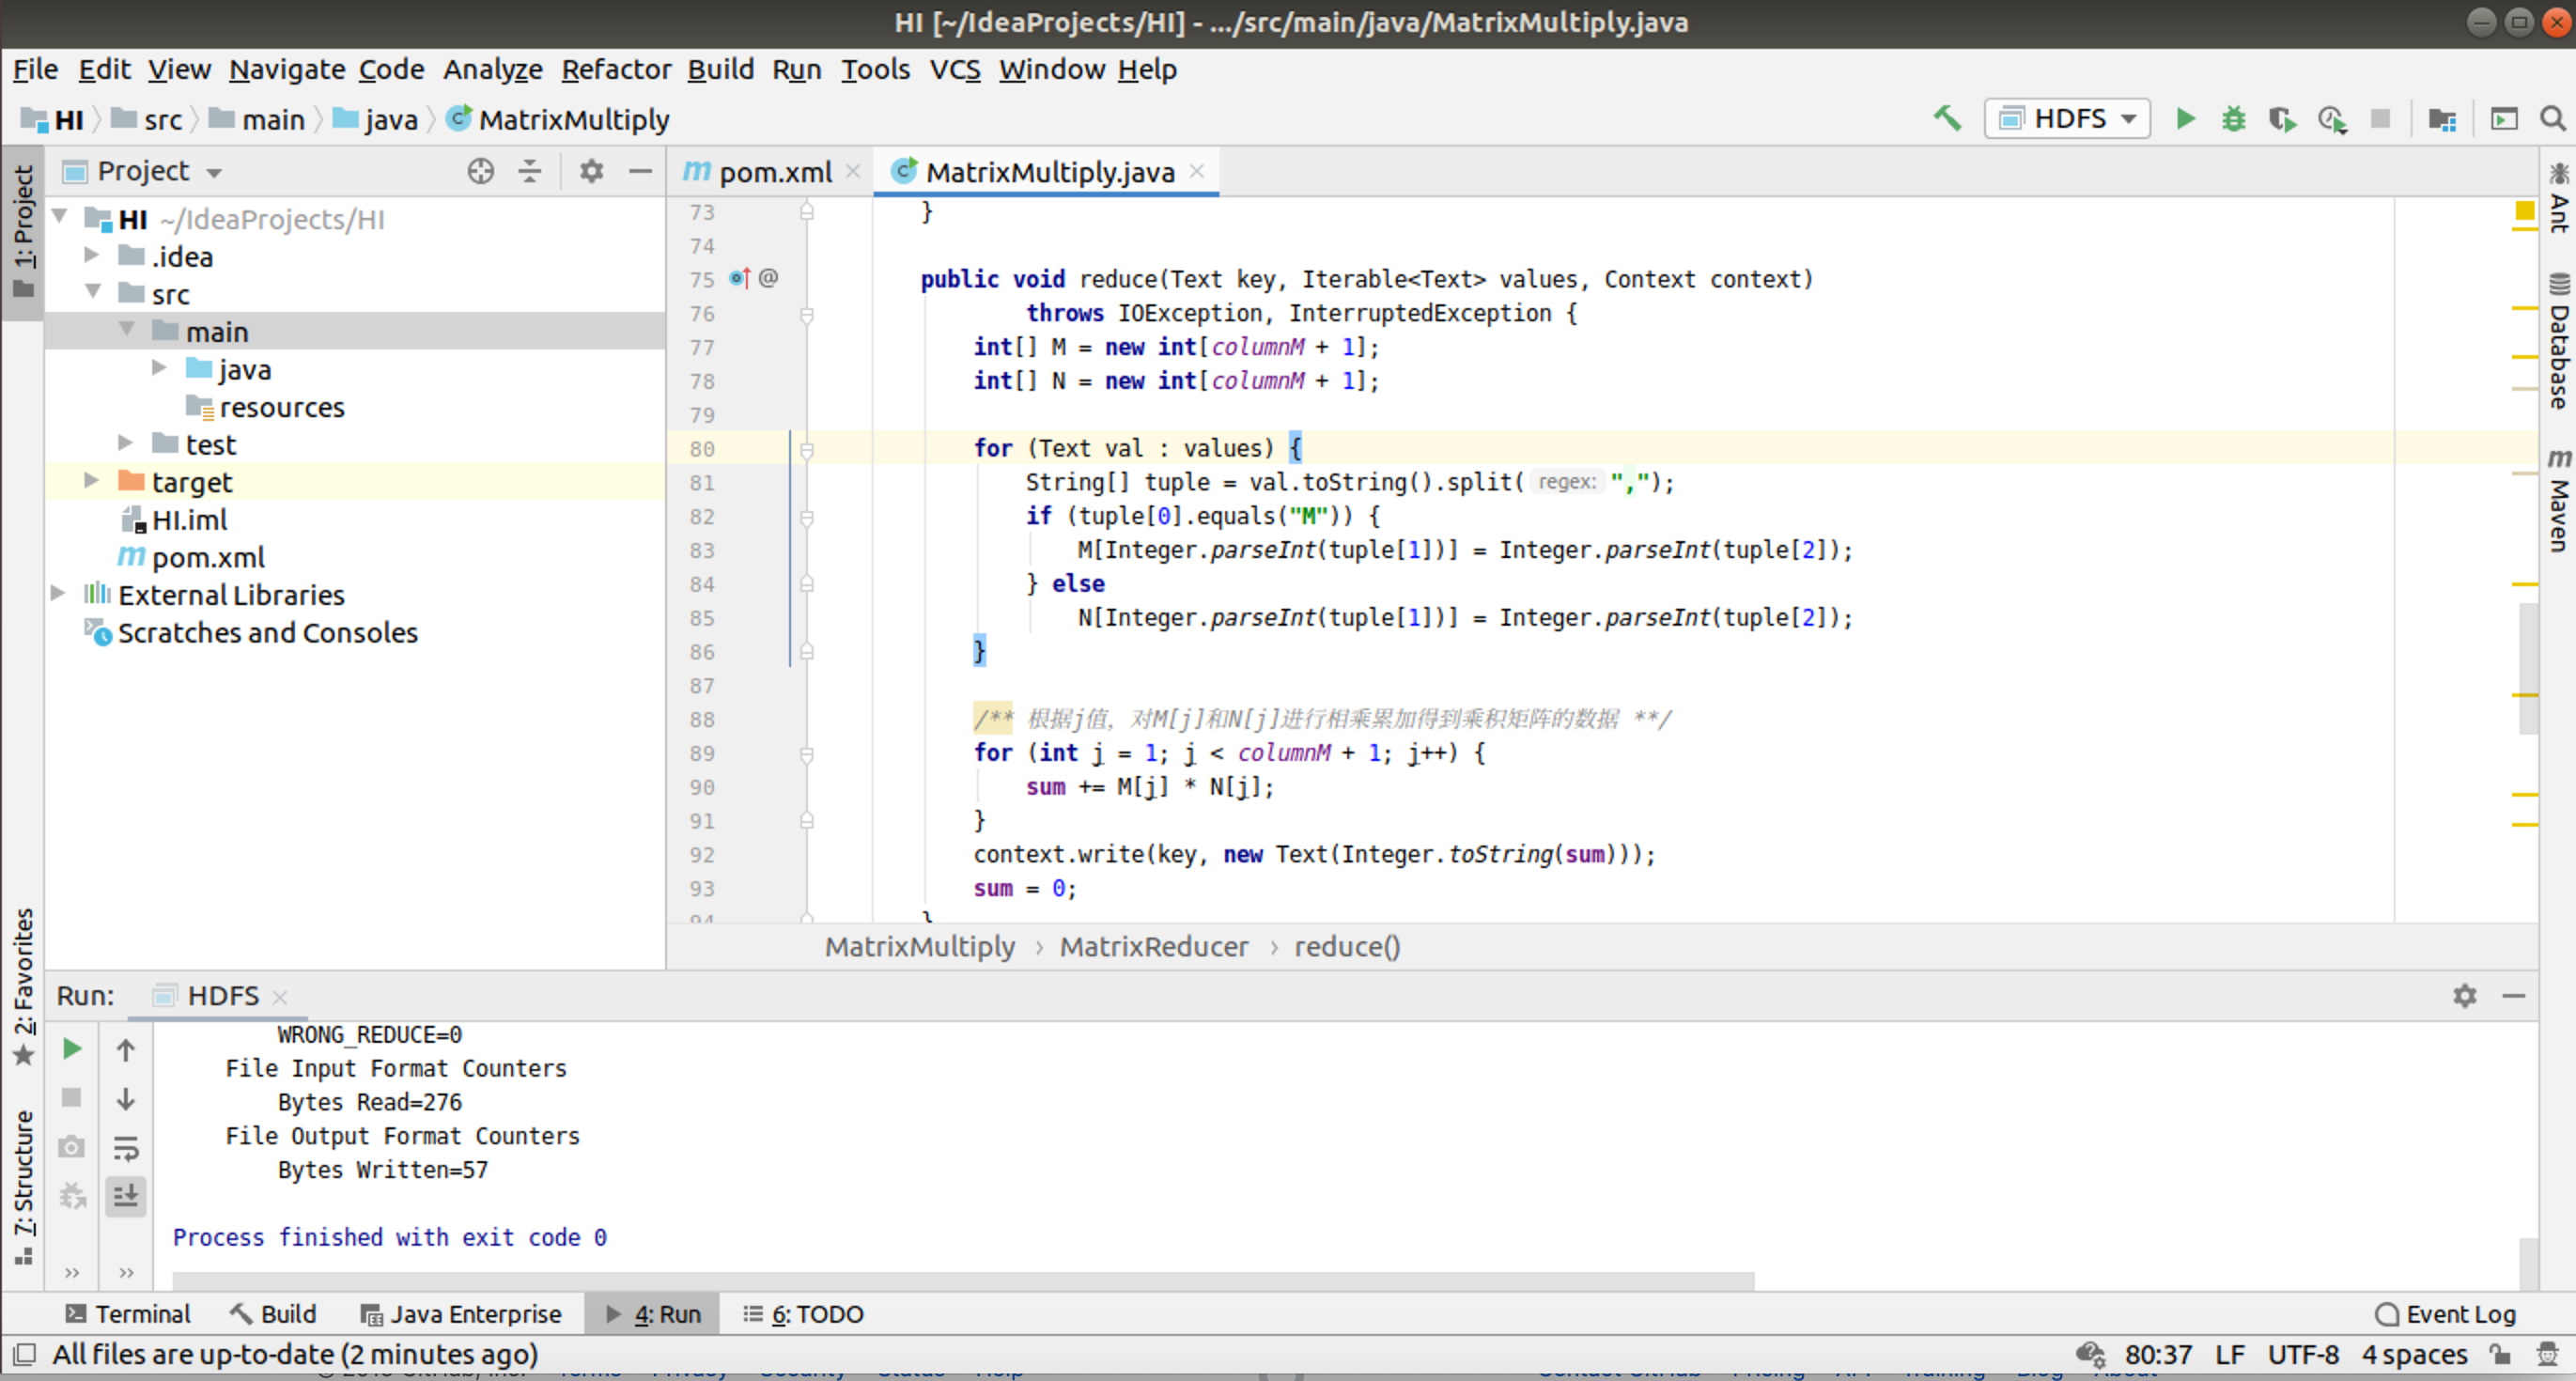 HI [~/IdeaProjects/HI] - .../src/main/java/MatrixMultiply.java
File Edit View Navigate Code Analyze Refactor Build Run Tools VCS Window Help
HI src main java MatrixMultiply
HDFS
1: Project
Project
pom.xml
MatrixMultiply.java
HI ~/IdeaProjects/HI
.idea
src
main
java
resources
test
target
HI.iml
pom.xml
External Libraries
Scratches and Consoles
73 }
74
75 @ public void reduce(Text key, Iterable<Text> values, Context context)
76 throws IOException, InterruptedException {
77 int[] M = new int[columnM + 1];
78 int[] N = new int[columnM + 1];
79
80 for (Text val : values) {
81 String[] tuple = val.toString().split( regex: ",");
82 if (tuple[0].equals("M")) {
83 M[Integer.parseInt(tuple[1])] = Integer.parseInt(tuple[2]);
84 } else
85 N[Integer.parseInt(tuple[1])] = Integer.parseInt(tuple[2]);
86 }
87
88 /** 根据j值, 对M[j]和N[j]进行相乘累加得到乘积矩阵的数据 **/
89 for (int j = 1; j < columnM + 1; j++) {
90 sum += M[j] * N[j];
91 }
92 context.write(key, new Text(Integer.toString(sum)));
93 sum = 0;
94 }
MatrixMultiply › MatrixReducer › reduce()
Ant
Database
Maven
2: Favorites
7: Structure
Run: HDFS
WRONG_REDUCE=0
File Input Format Counters
Bytes Read=276
File Output Format Counters
Bytes Written=57
Process finished with exit code 0
Terminal Build Java Enterprise 4: Run 6: TODO Event Log
All files are up-to-date (2 minutes ago) 80:37 LF UTF-8 4 spaces